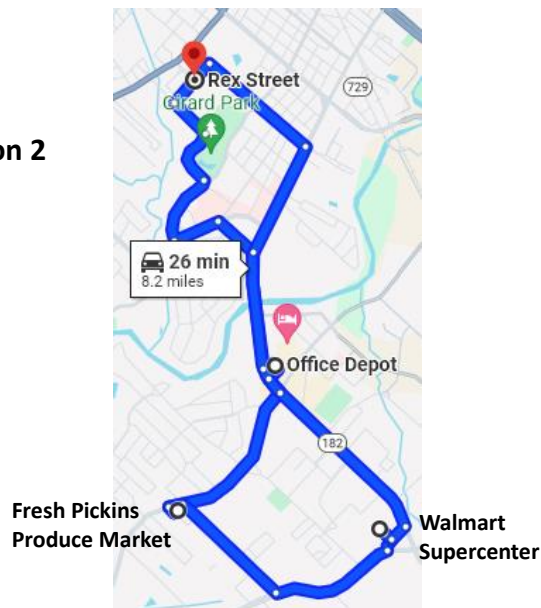 Rex Street
Girard Park
729
on 2
26 min
8.2 miles
Office Depot
182
Fresh Pickins
Produce Market
Walmart
Supercenter